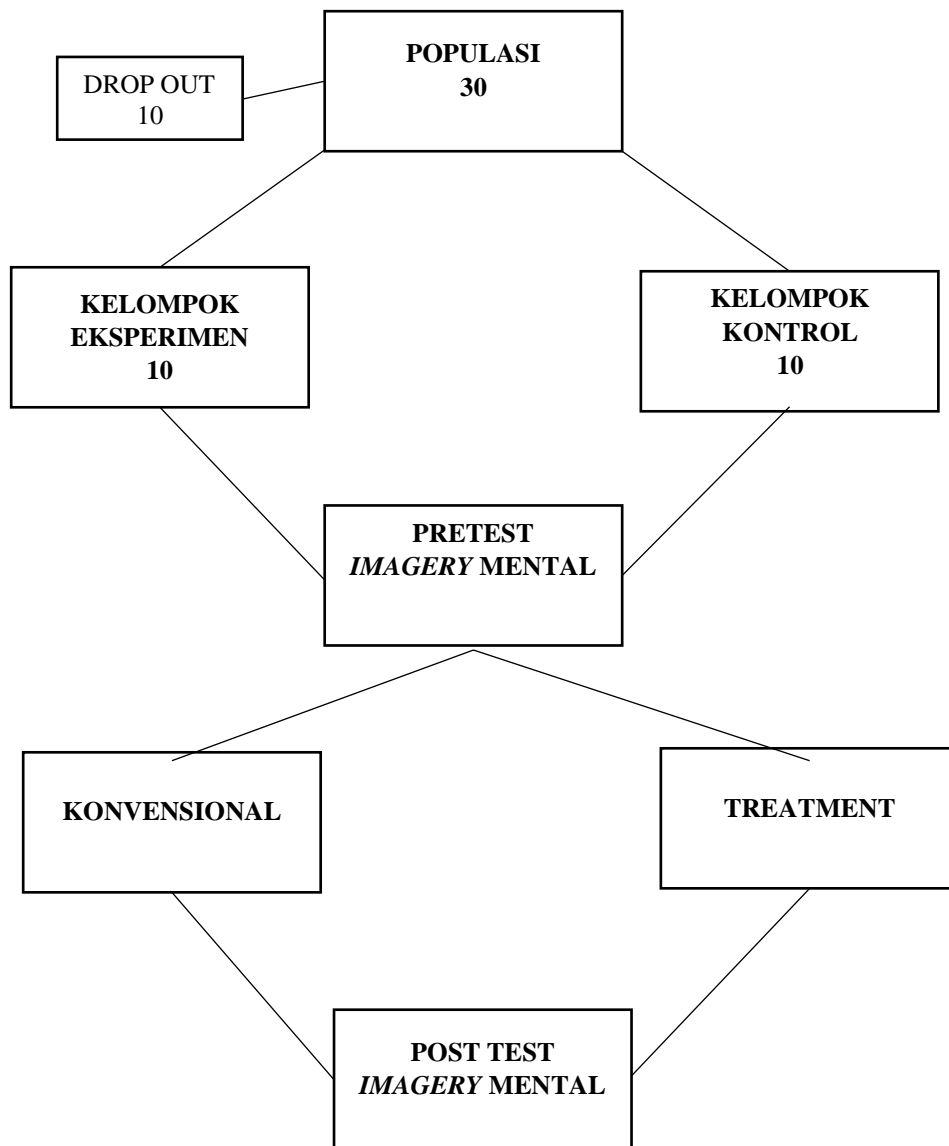 POPULASI
30
DROP OUT
10
KELOMPOK
EKSPERIMEN
10
KELOMPOK
KONTROL
10
PRETEST
IMAGERY MENTAL
KONVENSIONAL
TREATMENT
POST TEST
IMAGERY MENTAL